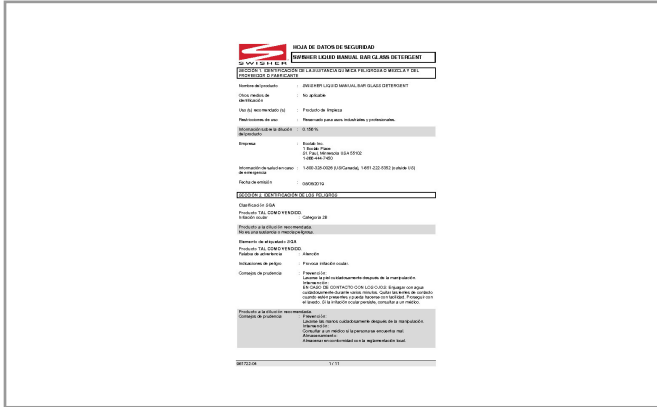 SWISHER
HOJA DE DATOS DE SEGURIDAD
SWISHER LIQUID MANUAL BAR GLASS DETERGENT
SECCIÓN 1. IDENTIFICACIÓN DE LA SUSTANCIA QUÍMICA PELIGROSA O MEZCLA Y DEL
PROVEEDOR O FABRICANTE
Nombre del producto : SWISHER LIQUID MANUAL BAR GLASS DETERGENT
Otros medios de : No aplicable
identificación
Uso(s) recomendado(s) : Producto de limpieza
Restricciones de uso : Reservado para usos industriales y profesionales.
Información sobre la dilución : 0.156 %
del producto
Empresa : Ecolab Inc.
1 Ecolab Place
St. Paul, Minnesota USA 55102
1-866-444-7450
Información de salud en caso : 1-800-328-0026 (US/Canada), 1-651-222-5352 (outside US)
de emergencia
Fecha de emisión : 08/06/2019
SECCIÓN 2. IDENTIFICACIÓN DE LOS PELIGROS
Clasificación SGA
Producto TAL COMO VENDIDO.
Irritación ocular : Categoría 2B
Producto a la dilución recomendada.
No es una sustancia o mezcla peligrosa.
Elemento de etiquetado SGA
Producto TAL COMO VENDIDO.
Palabra de advertencia : Atención
Indicaciones de peligro : Provoca irritación ocular.
Consejos de prudencia : Prevención:
Lavarse la piel cuidadosamente después de la manipulación.
Intervención:
EN CASO DE CONTACTO CON LOS OJOS: Enjuagar con agua
cuidadosamente durante varios minutos. Quitar las lentes de contacto
cuando estén presentes y pueda hacerse con facilidad. Proseguir con
el lavado. Si la irritación ocular persiste, consultar a un médico.
Producto a la dilución recomendada.
Consejos de prudencia : Prevención:
Lavarse las manos cuidadosamente después de la manipulación.
Intervención:
Consultar a un médico si la persona se encuentra mal.
Almacenamiento:
Almacenar en conformidad con la reglamentación local.
1 / 11